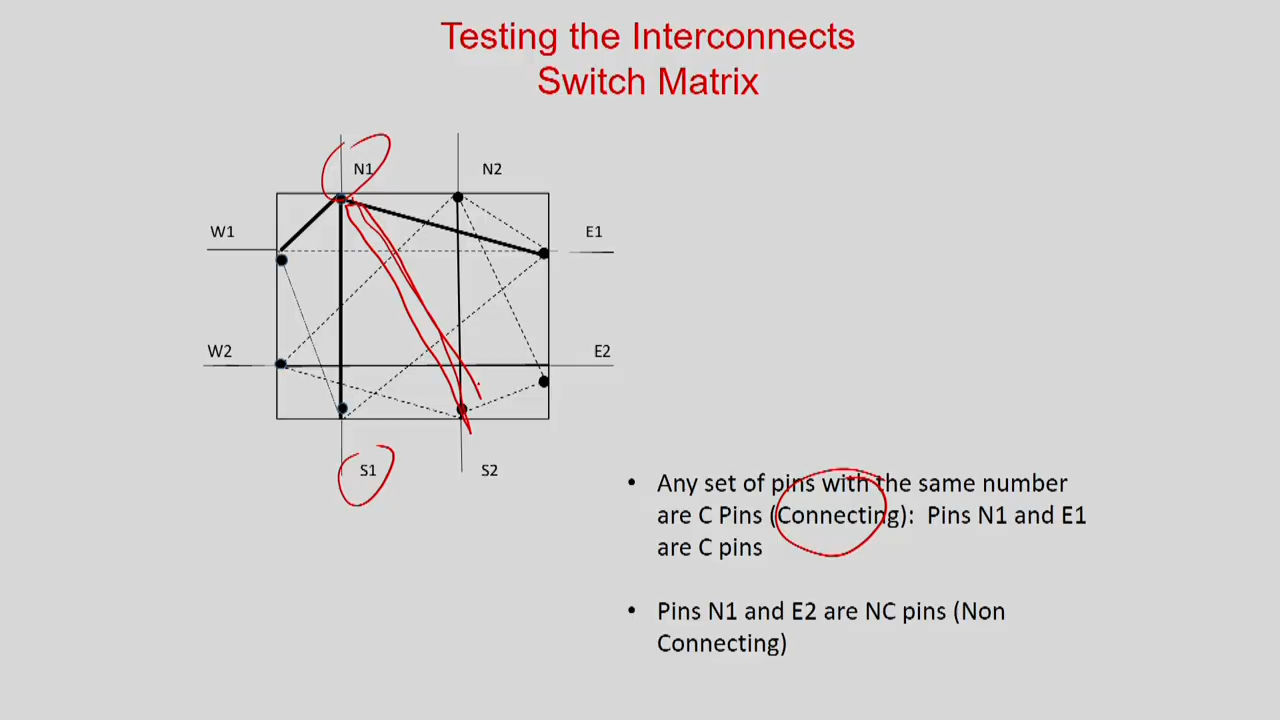 Testing the Interconnects
Switch Matrix
N1
N2
W1
E1
W2
E2
S1
S2
• Any set of pins with the same number
are C Pins (Connecting): Pins N1 and E1
are C pins
• Pins N1 and E2 are NC pins (Non
Connecting)